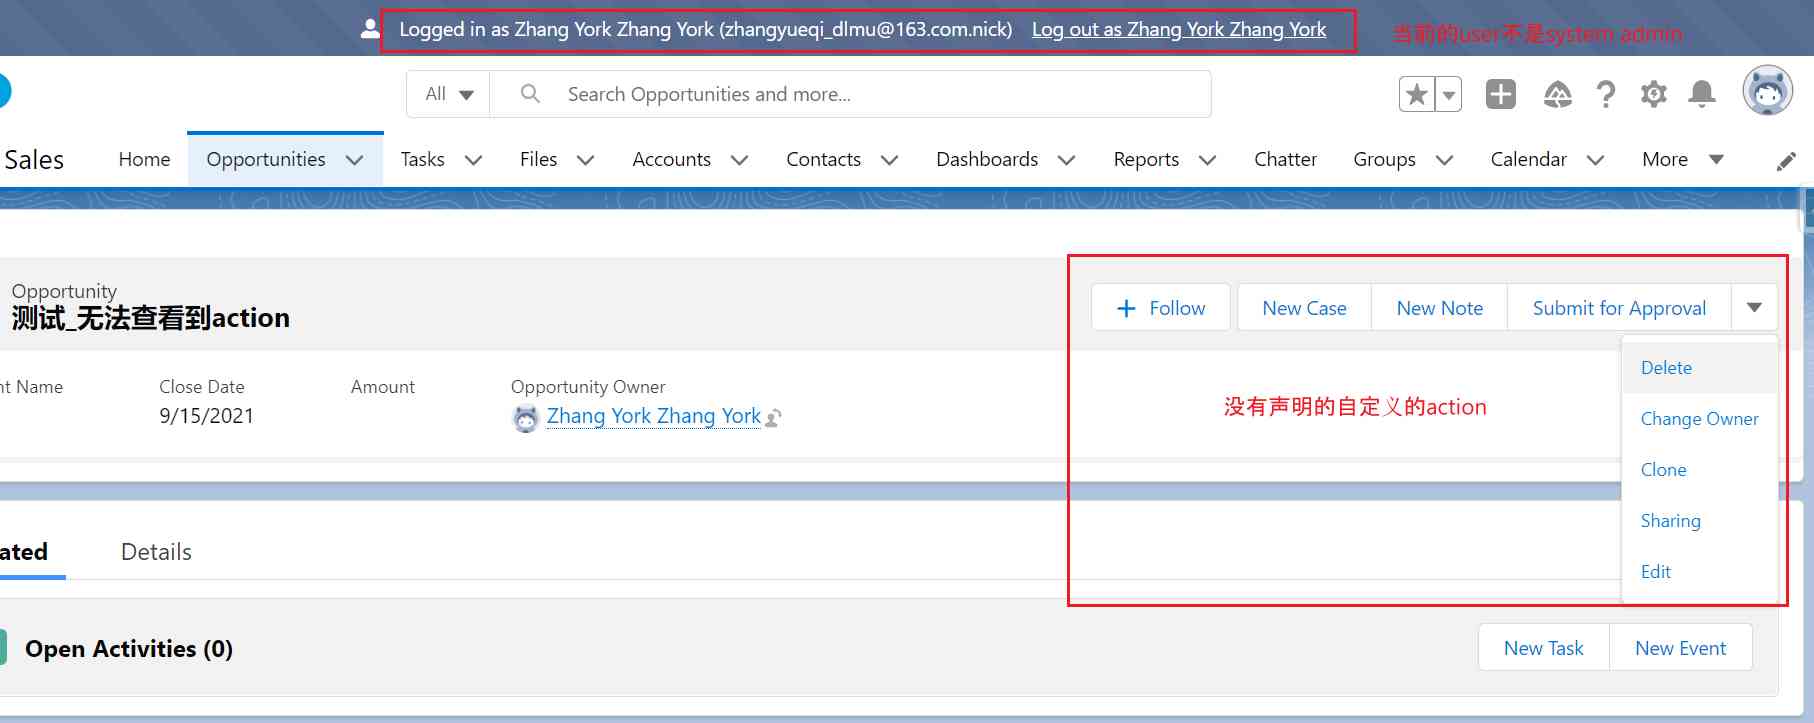 Logged in as Zhang York Zhang York (zhangyueqi_dlmu@163.com.nick) Log out as Zhang York Zhang York 当前的user不是system admin
All Search Opportunities and more...
Sales Home Opportunities Tasks Files Accounts Contacts Dashboards Reports Chatter Groups Calendar More
Opportunity
测试_无法查看到action
Follow New Case New Note Submit for Approval
Delete
nt Name Close Date Amount Opportunity Owner
9/15/2021 Zhang York Zhang York
没有声明的自定义的action
Change Owner
Clone
Sharing
Edit
ated Details
Open Activities (0) New Task New Event